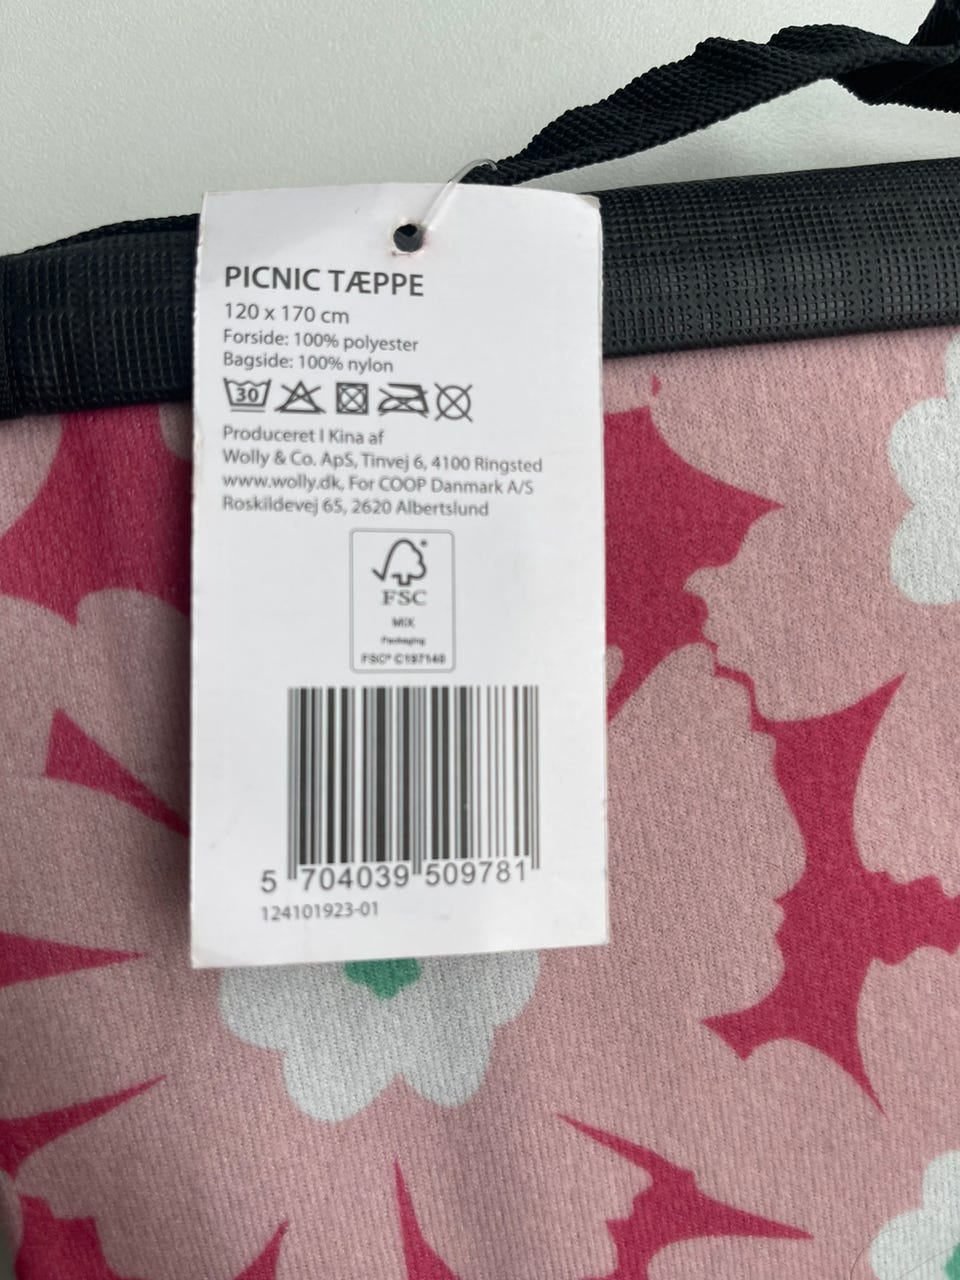 PICNIC TÆPPE
120 x 170 cm
Forside: 100% polyester
Bagside: 100% nylon
30
Produceret I Kina af
Wolly & Co. ApS, Tinvej 6, 4100 Ringsted
www.wolly.dk, For COOP Danmark A/S
Roskildevej 65, 2620 Albertslund
FSC
MIX
Packaging
FSC® C197148
5 704039 509781
124101923-01